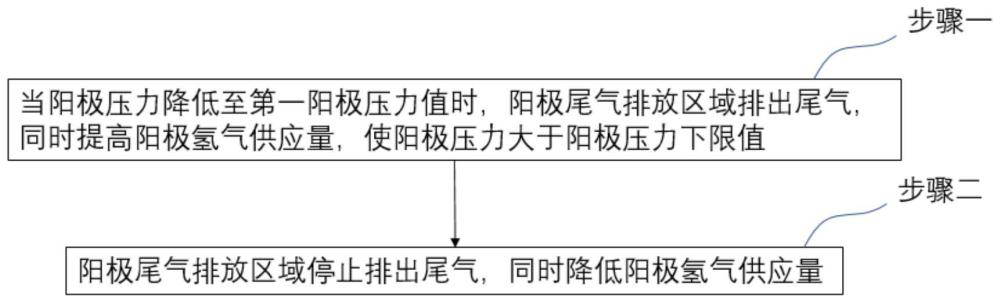 步骤一
当阳极压力降低至第一阳极压力值时，阳极尾气排放区域排出尾气，
同时提高阳极氢气供应量，使阳极压力大于阳极压力下限值
步骤二
阳极尾气排放区域停止排出尾气，同时降低阳极氢气供应量